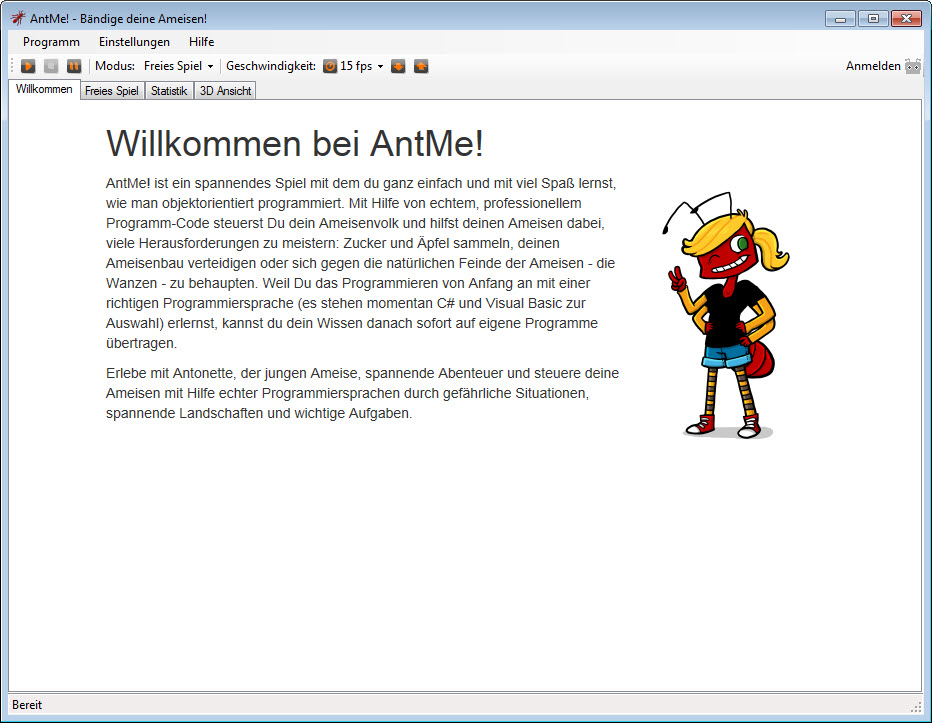 AntMe! - Bändige deine Ameisen!
Programm Einstellungen Hilfe
Modus: Freies Spiel Geschwindigkeit: 15 fps Anmelden
Willkommen Freies Spiel Statistik 3D Ansicht
Willkommen bei AntMe!
AntMe! ist ein spannendes Spiel mit dem du ganz einfach und mit viel Spaß lernst,
wie man objektorientiert programmiert. Mit Hilfe von echtem, professionellem
Programm-Code steuerst Du dein Ameisenvolk und hilfst deinen Ameisen dabei,
viele Herausforderungen zu meistern: Zucker und Äpfel sammeln, deinen
Ameisenbau verteidigen oder sich gegen die natürlichen Feinde der Ameisen - die
Wanzen - zu behaupten. Weil Du das Programmieren von Anfang an mit einer
richtigen Programmiersprache (es stehen momentan C# und Visual Basic zur
Auswahl) erlernst, kannst du dein Wissen danach sofort auf eigene Programme
übertragen.
Erlebe mit Antonette, der jungen Ameise, spannende Abenteuer und steuere deine
Ameisen mit Hilfe echter Programmiersprachen durch gefährliche Situationen,
spannende Landschaften und wichtige Aufgaben.
Bereit